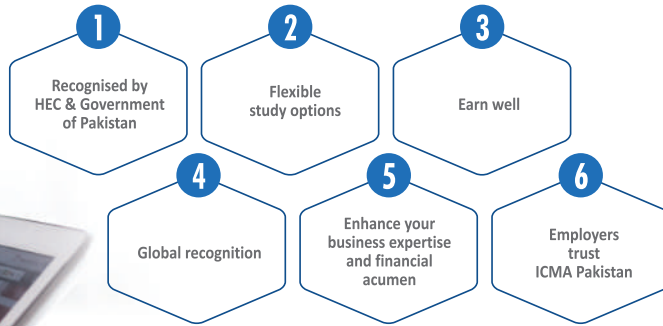 1
Recognised by
HEC & Government
of Pakistan
2
Flexible
study options
3
Earn well
4
Global recognition
5
Enhance your
business expertise
and financial
acumen
6
Employers
trust
ICMA Pakistan